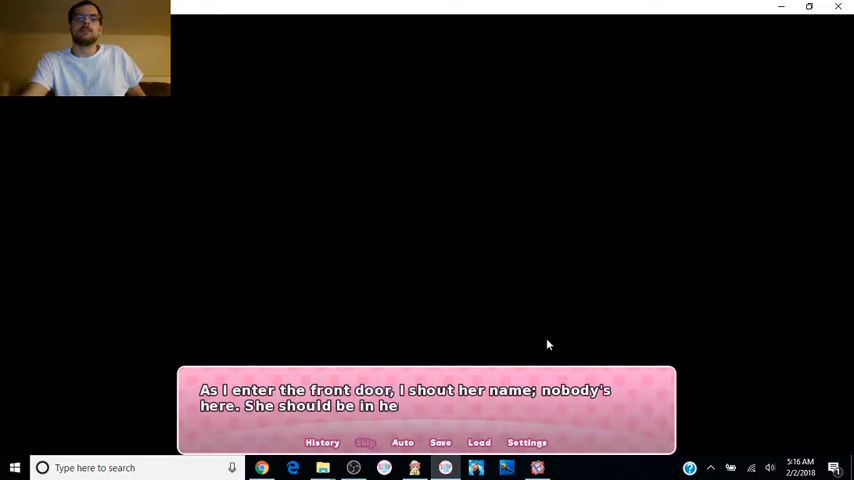 As I enter the front door, I shout her name; nobody's
here. She should be in he
History
Skip
Auto
Save
Load
Settings
Type here to search
5:16 AM
2/2/2018
1